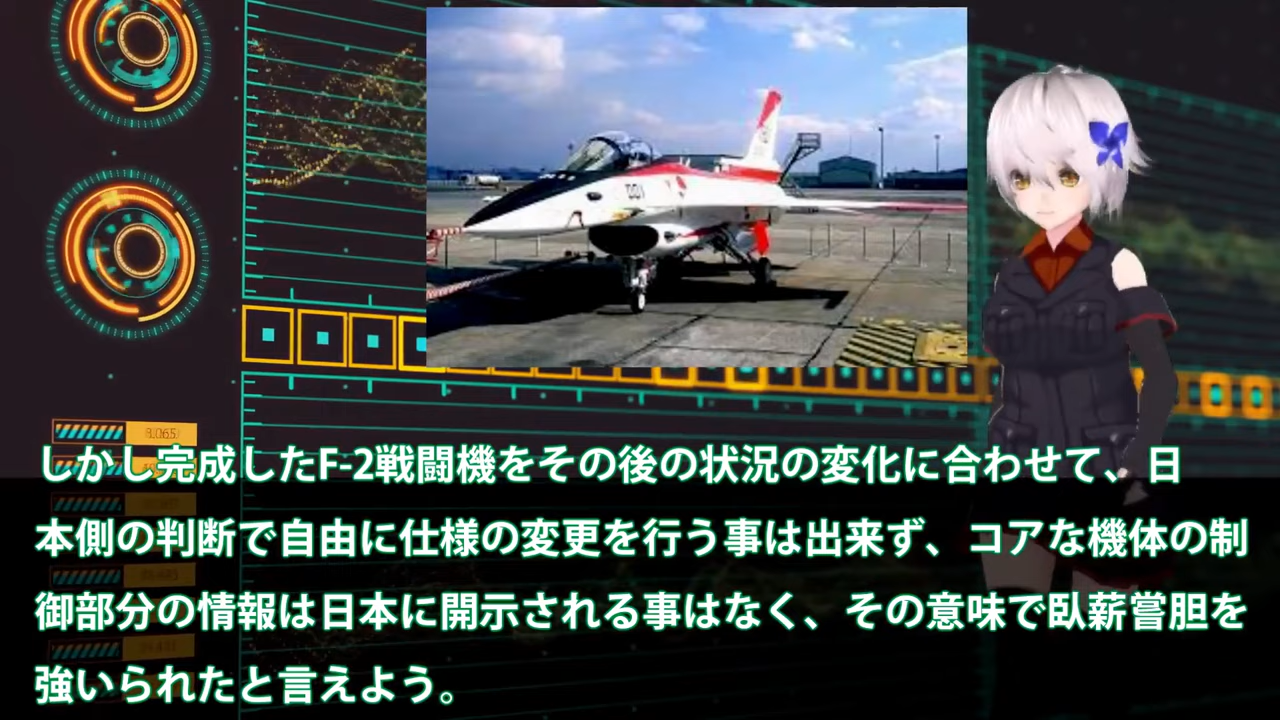 001
しかし完成したF-2戦闘機をその後の状況の変化に合わせて、日
本側の判断で自由に仕様の変更を行う事は出来ず、コアな機体の制
御部分の情報は日本に開示される事はなく、その意味で臥薪嘗胆を
強いられたと言えよう。